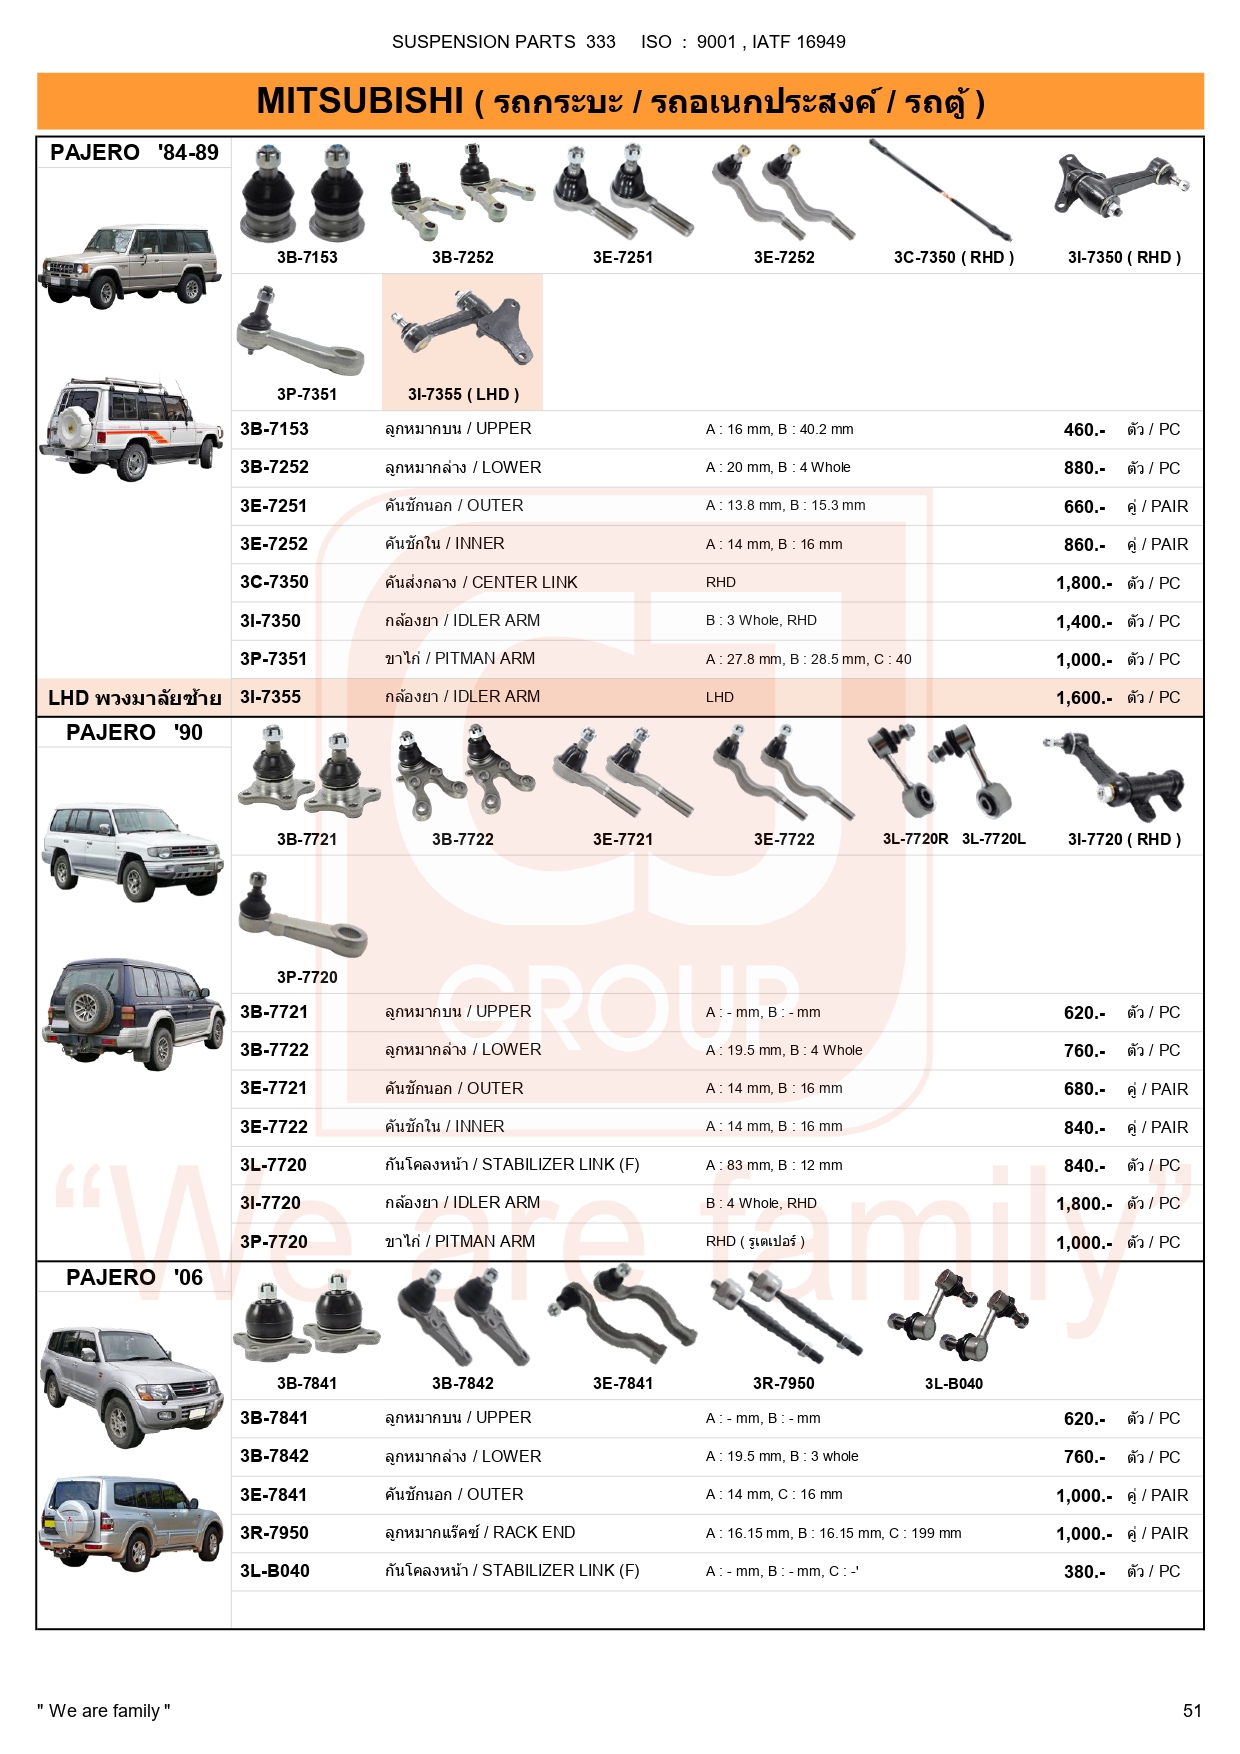 SUSPENSION PARTS 333 ISO : 9001 , IATF 16949
MITSUBISHI ( รถกระบะ / รถอเนกประสงค์ / รถตู้ )
PAJERO '84-89
3B-7153 3B-7252 3E-7251 3E-7252 3C-7350 ( RHD ) 3I-7350 ( RHD )
3P-7351 3I-7355 ( LHD )
3B-7153 ลูกหมากบน / UPPER A : 16 mm, B : 40.2 mm 460.- ตัว / PC
3B-7252 ลูกหมากล่าง / LOWER A : 20 mm, B : 4 Whole 880.- ตัว / PC
3E-7251 คันชักนอก / OUTER A : 13.8 mm, B : 15.3 mm 660.- คู่ / PAIR
3E-7252 คันชักใน / INNER A : 14 mm, B : 16 mm 860.- คู่ / PAIR
3C-7350 คันส่งกลาง / CENTER LINK RHD 1,800.- ตัว / PC
3I-7350 กล้องยา / IDLER ARM B : 3 Whole, RHD 1,400.- ตัว / PC
3P-7351 ขาไก่ / PITMAN ARM A : 27.8 mm, B : 28.5 mm, C : 40 1,000.- ตัว / PC
LHD พวงมาลัยซ้าย 3I-7355 กล้องยา / IDLER ARM LHD 1,600.- ตัว / PC
PAJERO '90
3B-7721 3B-7722 3E-7721 3E-7722 3L-7720R 3L-7720L 3I-7720 ( RHD )
3P-7720
3B-7721 ลูกหมากบน / UPPER A : - mm, B : - mm 620.- ตัว / PC
3B-7722 ลูกหมากล่าง / LOWER A : 19.5 mm, B : 4 Whole 760.- ตัว / PC
3E-7721 คันชักนอก / OUTER A : 14 mm, B : 16 mm 680.- คู่ / PAIR
3E-7722 คันชักใน / INNER A : 14 mm, B : 16 mm 840.- คู่ / PAIR
3L-7720 กันโคลงหน้า / STABILIZER LINK (F) A : 83 mm, B : 12 mm 840.- ตัว / PC
3I-7720 กล้องยา / IDLER ARM B : 4 Whole, RHD 1,800.- ตัว / PC
3P-7720 ขาไก่ / PITMAN ARM RHD ( รูเดเปอร์ ) 1,000.- ตัว / PC
PAJERO '06
3B-7841 3B-7842 3E-7841 3R-7950 3L-B040
3B-7841 ลูกหมากบน / UPPER A : - mm, B : - mm 620.- ตัว / PC
3B-7842 ลูกหมากล่าง / LOWER A : 19.5 mm, B : 3 whole 760.- ตัว / PC
3E-7841 คันชักนอก / OUTER A : 14 mm, C : 16 mm 1,000.- คู่ / PAIR
3R-7950 ลูกหมากแร๊คซ์ / RACK END A : 16.15 mm, B : 16.15 mm, C : 199 mm 1,000.- คู่ / PAIR
3L-B040 กันโคลงหน้า / STABILIZER LINK (F) A : - mm, B : - mm, C : -' 380.- ตัว / PC
CJ
GROUP
“We are family”
" We are family " 51